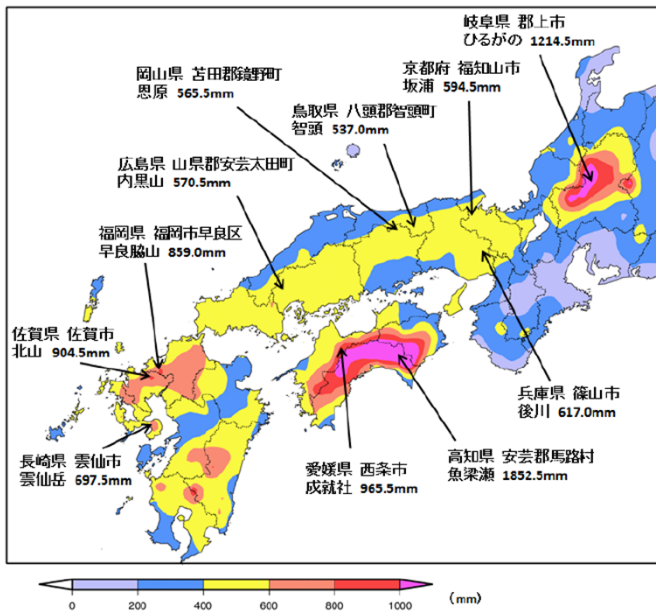 岐阜県 郡上市
ひるがの 1214.5mm
岡山県 苫田郡鏡野町
恩原 565.5mm
京都府 福知山市
坂浦 594.5mm
鳥取県 八頭郡智頭町
智頭 537.0mm
広島県 山県郡安芸太田町
内黒山 570.5mm
福岡県 福岡市早良区
早良脇山 859.0mm
佐賀県 佐賀市
北山 904.5mm
長崎県 雲仙市
雲仙岳 697.5mm
愛媛県 西条市
成就社 965.5mm
高知県 安芸郡馬路村
魚梁瀬 1852.5mm
兵庫県 篠山市
後川 617.0mm
0 200 400 600 800 1000 (mm)